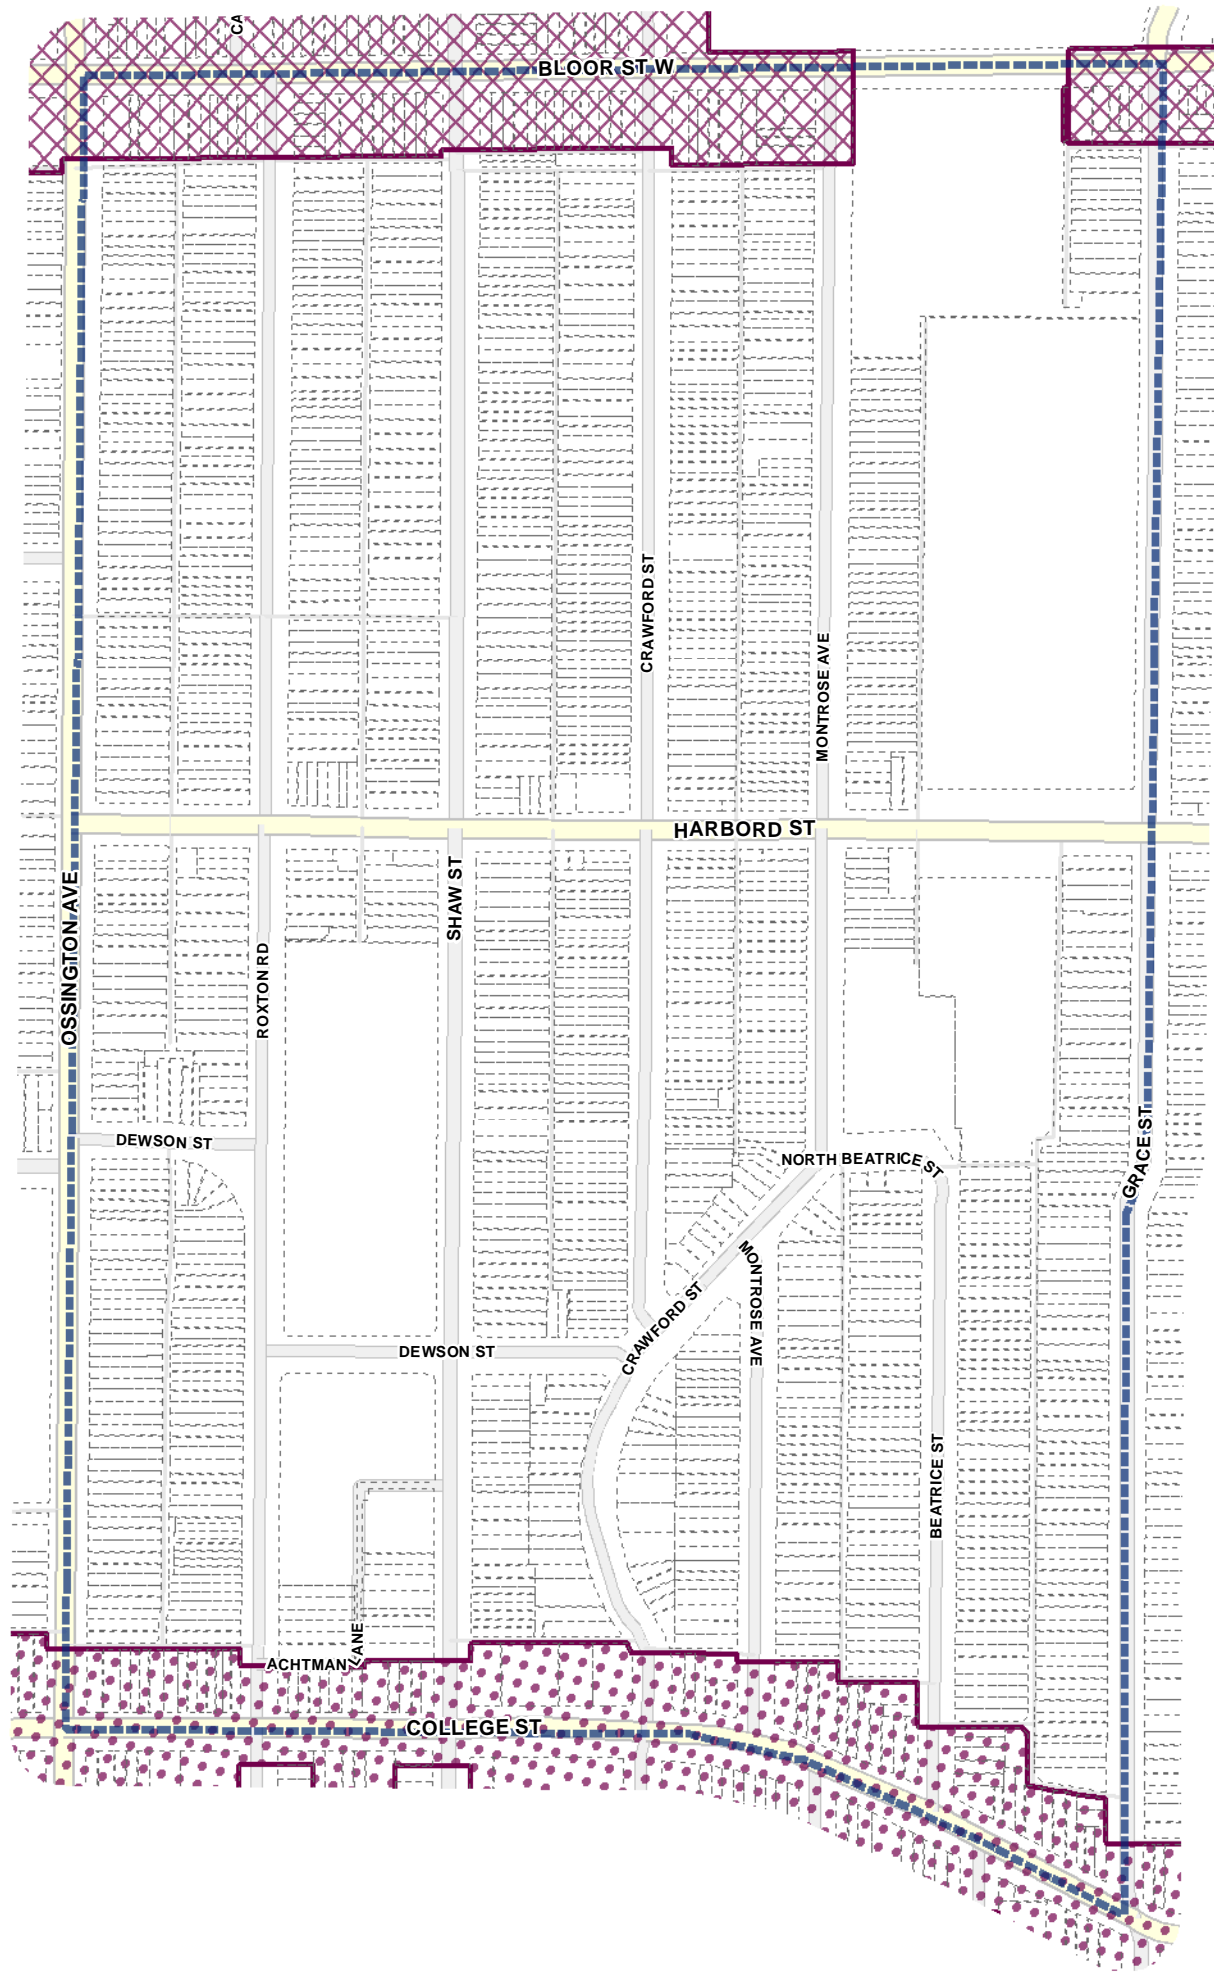 CA
BLOOR ST W
CRAWFORD ST
MONTROSE AVE
HARBORD ST
OSSINGTON AVE
SHAW ST
ROXTON RD
DEWSON ST
GRACE ST
NORTH BEATRICE ST
MONTROSE AVE
CRAWFORD ST
DEWSON ST
BEATRICE ST
ACHTMAN LANE
COLLEGE ST